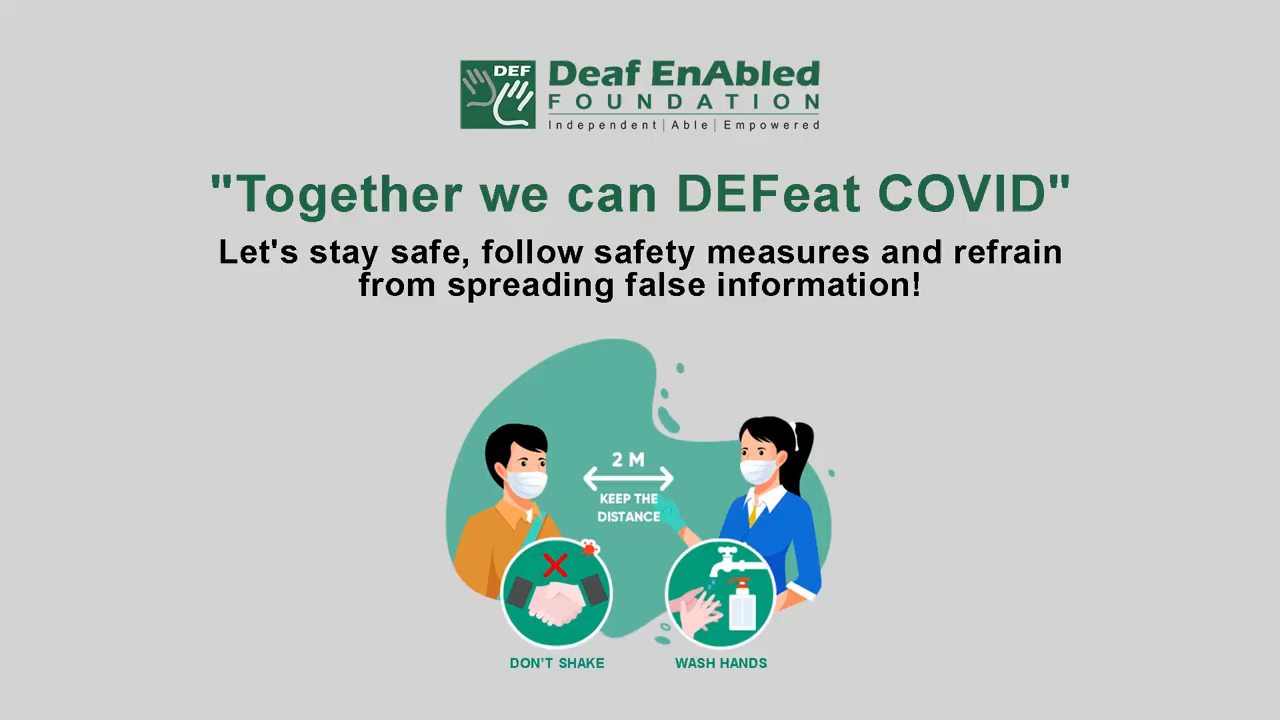 DEF
Deaf EnAbled
FOUNDATION
Independent | Able | Empowered
"Together we can DEFeat COVID"
Let's stay safe, follow safety measures and refrain
from spreading false information!
2 M
KEEP THE
DISTANCE
DON'T SHAKE
WASH HANDS